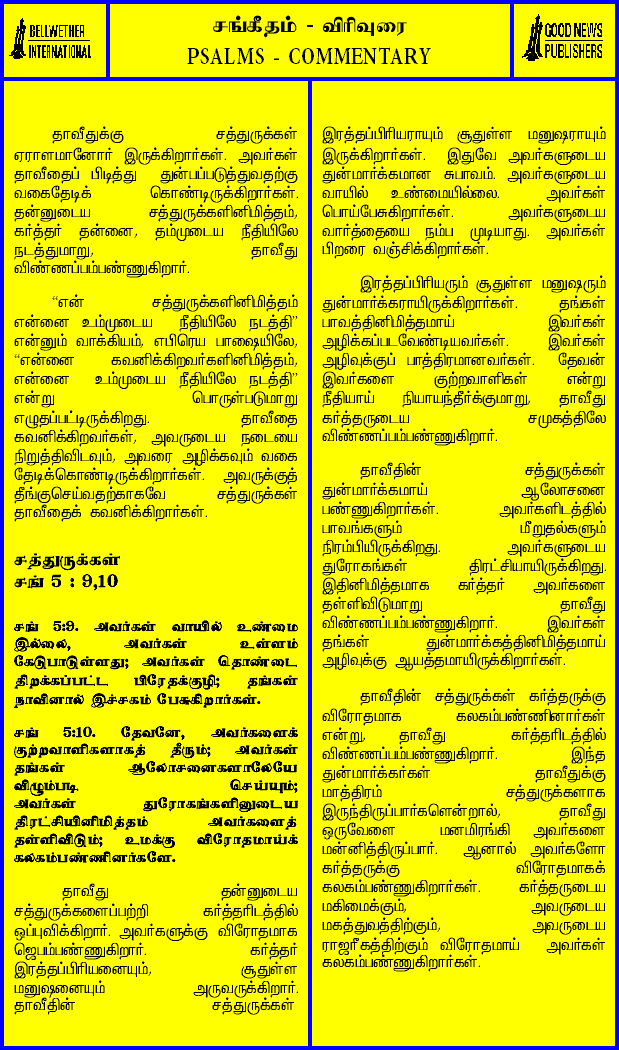 BELLWETHER
INTERNATIONAL
சங்கீதம் - விரிவுரை
PSALMS - COMMENTARY
GOOD NEWS
PUBLISHERS
தாவீதுக்கு சத்துருக்கள்
ஏராளமானோர் இருக்கிறார்கள். அவர்கள்
தாவீதைப் பிடித்து துன்பப்படுத்துவதற்கு
வகைதேடிக் கொண்டிருக்கிறார்கள்.
தன்னுடைய சத்துருக்களினிமித்தம்,
கர்த்தர் தன்னை, தம்முடைய நீதியிலே
நடத்துமாறு, தாவீது
விண்ணப்பம்பண்ணுகிறார்.
“என் சத்துருக்களினிமித்தம்
என்னை உம்முடைய நீதியிலே நடத்தி”
என்னும் வாக்கியம், எபிரெய பாஷையிலே,
“என்னை கவனிக்கிறவர்களினிமித்தம்,
என்னை உம்முடைய நீதியிலே நடத்தி”
என்று பொருள்படுமாறு
எழுதப்பட்டிருக்கிறது. தாவீதை
கவனிக்கிறவர்கள், அவருடைய நடையை
நிறுத்திவிடவும், அவரை அழிக்கவும் வகை
தேடிக்கொண்டிருக்கிறார்கள். அவருக்குத்
தீங்குசெய்வதற்காகவே சத்துருக்கள்
தாவீதைக் கவனிக்கிறார்கள்.
சத்துருக்கள்
சங் 5 : 9,10
சங் 5:9. அவர்கள் வாயில் உண்மை
இல்லை, அவர்கள் உள்ளம்
கேடுபாடுள்ளது; அவர்கள் தொண்டை
திறக்கப்பட்ட பிரேதக்குழி; தங்கள்
நாவினால் இச்சகம் பேசுகிறார்கள்.
சங் 5:10. தேவனே, அவர்களைக்
குற்றவாளிகளாகத் தீரும்; அவர்கள்
தங்கள் ஆலோசனைகளாலேயே
விழும்படி செய்யும்;
அவர்கள் துரோகங்களினுடைய
திரட்சியினிமித்தம் அவர்களைத்
தள்ளிவிடும்; உமக்கு விரோதமாய்க்
கலகம்பண்ணினார்களே.
தாவீது தன்னுடைய
சத்துருக்களைப்பற்றி கர்த்தரிடத்தில்
ஒப்புவிக்கிறார். அவர்களுக்கு விரோதமாக
ஜெபம்பண்ணுகிறார். கர்த்தர்
இரத்தப்பிரியனையும், சூதுள்ள
மனுஷனையும் அருவருக்கிறார்.
தாவீதின் சத்துருக்கள்
இரத்தப்பிரியராயும் சூதுள்ள மனுஷராயும்
இருக்கிறார்கள். இதுவே அவர்களுடைய
துன்மார்க்கமான சுபாவம். அவர்களுடைய
வாயில் உண்மையில்லை. அவர்கள்
பொய்பேசுகிறார்கள். அவர்களுடைய
வார்த்தையை நம்ப முடியாது. அவர்கள்
பிறரை வஞ்சிக்கிறார்கள்.
இரத்தப்பிரியரும் சூதுள்ள மனுஷரும்
துன்மார்க்கராயிருக்கிறார்கள். தங்கள்
பாவத்தினிமித்தமாய் இவர்கள்
அழிக்கப்படவேண்டியவர்கள். இவர்கள்
அழிவுக்குப் பாத்திரமானவர்கள். தேவன்
இவர்களை குற்றவாளிகள் என்று
நீதியாய் நியாயந்தீர்க்குமாறு, தாவீது
கர்த்தருடைய சமுகத்திலே
விண்ணப்பம்பண்ணுகிறார்.
தாவீதின் சத்துருக்கள்
துன்மார்க்கமாய் ஆலோசனை
பண்ணுகிறார்கள். அவர்களிடத்தில்
பாவங்களும் மீறுதல்களும்
நிரம்பியிருக்கிறது. அவர்களுடைய
துரோகங்கள் திரட்சியாயிருக்கிறது.
இதினிமித்தமாக கர்த்தர் அவர்களை
தள்ளிவிடுமாறு தாவீது
விண்ணப்பம்பண்ணுகிறார். இவர்கள்
தங்கள் துன்மார்க்கத்தினிமித்தமாய்
அழிவுக்கு ஆயத்தமாயிருக்கிறார்கள்.
தாவீதின் சத்துருக்கள் கர்த்தருக்கு
விரோதமாக கலகம்பண்ணினார்கள்
என்று, தாவீது கர்த்தரிடத்தில்
விண்ணப்பம்பண்ணுகிறார். இந்த
துன்மார்க்கர்கள் தாவீதுக்கு
மாத்திரம் சத்துருக்களாக
இருந்திருப்பார்களென்றால், தாவீது
ஒருவேளை மனமிரங்கி அவர்களை
மன்னித்திருப்பார். ஆனால் அவர்களோ
கர்த்தருக்கு விரோதமாகக்
கலகம்பண்ணுகிறார்கள். கர்த்தருடைய
மகிமைக்கும், அவருடைய
மகத்துவத்திற்கும், அவருடைய
ராஜரீகத்திற்கும் விரோதமாய் அவர்கள்
கலகம்பண்ணுகிறார்கள்.